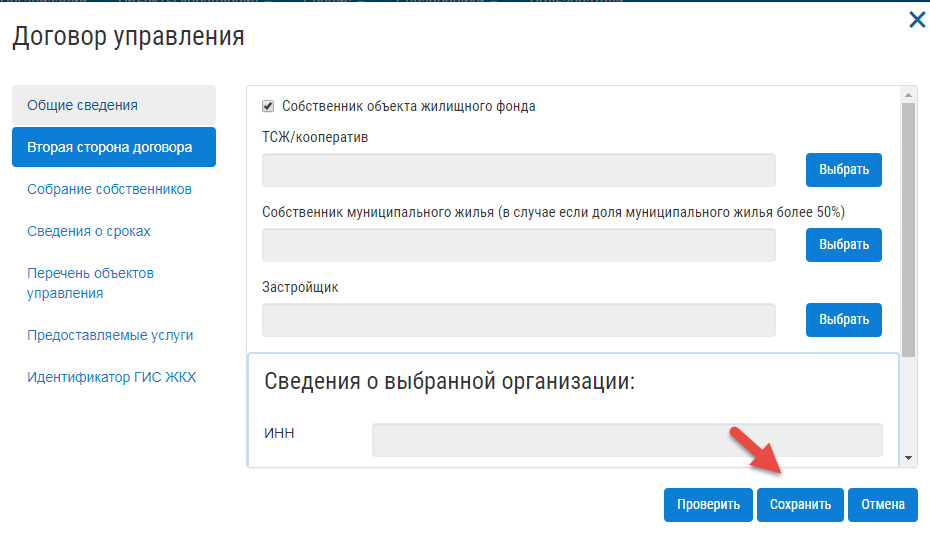 Договор управления
Общие сведения
Вторая сторона договора
Собрание собственников
Сведения о сроках
Перечень объектов
управления
Предоставляемые услуги
Идентификатор ГИС ЖКХ
Собственник объекта жилищного фонда
ТСЖ/кооператив
Выбрать
Собственник муниципального жилья (в случае если доля муниципального жилья более 50%)
Выбрать
Застройщик
Выбрать
Сведения о выбранной организации:
ИНН
Проверить
Сохранить
Отмена